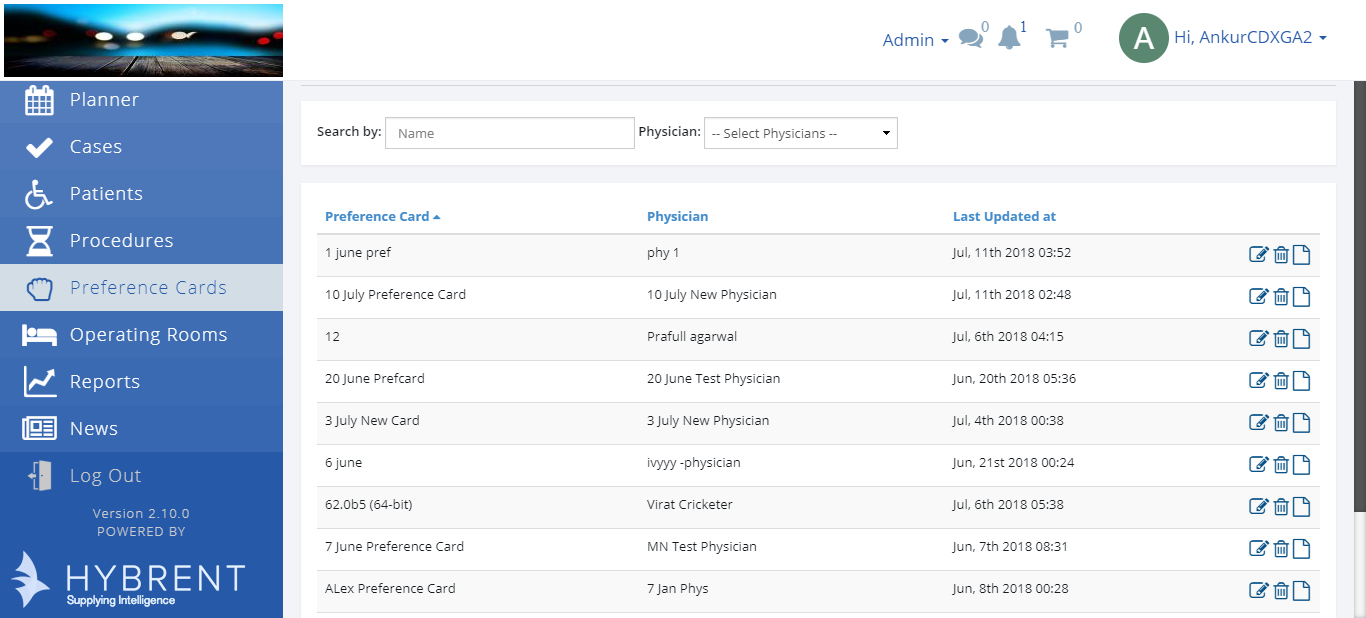 Admin 0 1 0 A Hi, AnkurCDXGA2
Planner
Cases
Patients
Procedures
Preference Cards
Operating Rooms
Reports
News
Log Out
Version 2.10.0
POWERED BY
HYBRENT
Supplying Intelligence
Search by: Name Physician: -- Select Physicians --
Preference Card Physician Last Updated at
1 june pref phy 1 Jul, 11th 2018 03:52
10 July Preference Card 10 July New Physician Jul, 11th 2018 02:48
12 Prafull agarwal Jul, 6th 2018 04:15
20 June Prefcard 20 June Test Physician Jun, 20th 2018 05:36
3 July New Card 3 July New Physician Jul, 4th 2018 00:38
6 june ivyyy -physician Jun, 21st 2018 00:24
62.0b5 (64-bit) Virat Cricketer Jul, 6th 2018 05:38
7 June Preference Card MN Test Physician Jun, 7th 2018 08:31
ALex Preference Card 7 Jan Phys Jun, 8th 2018 00:28